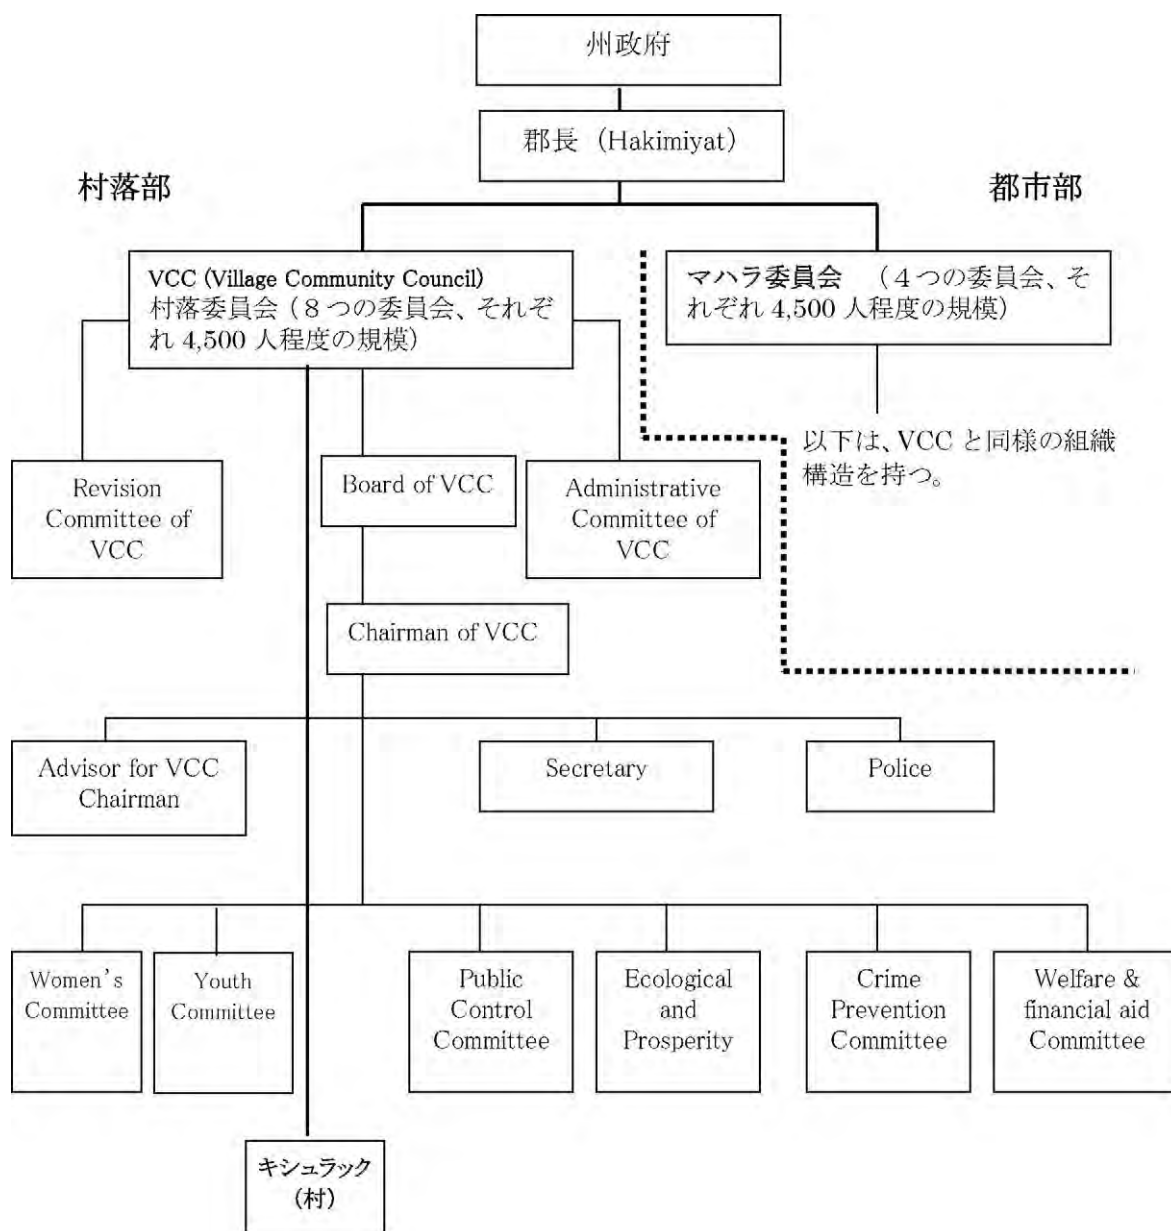 州政府
郡長（Hakimiyat）
村落部
都市部
VCC (Village Community Council)
村落委員会（８つの委員会、それぞ
れ 4,500 人程度の規模）
マハラ委員会　（４つの委員会、そ
れぞれ 4,500 人程度の規模）
以下は、VCC と同様の組織
構造を持つ。
Revision
Committee of
VCC
Board of VCC
Administrative
Committee of
VCC
Chairman of VCC
Advisor for VCC
Chairman
Secretary
Police
Women's
Committee
Youth
Committee
Public
Control
Committee
Ecological
and
Prosperity
Crime
Prevention
Committee
Welfare &
financial aid
Committee
キシュラック
(村)